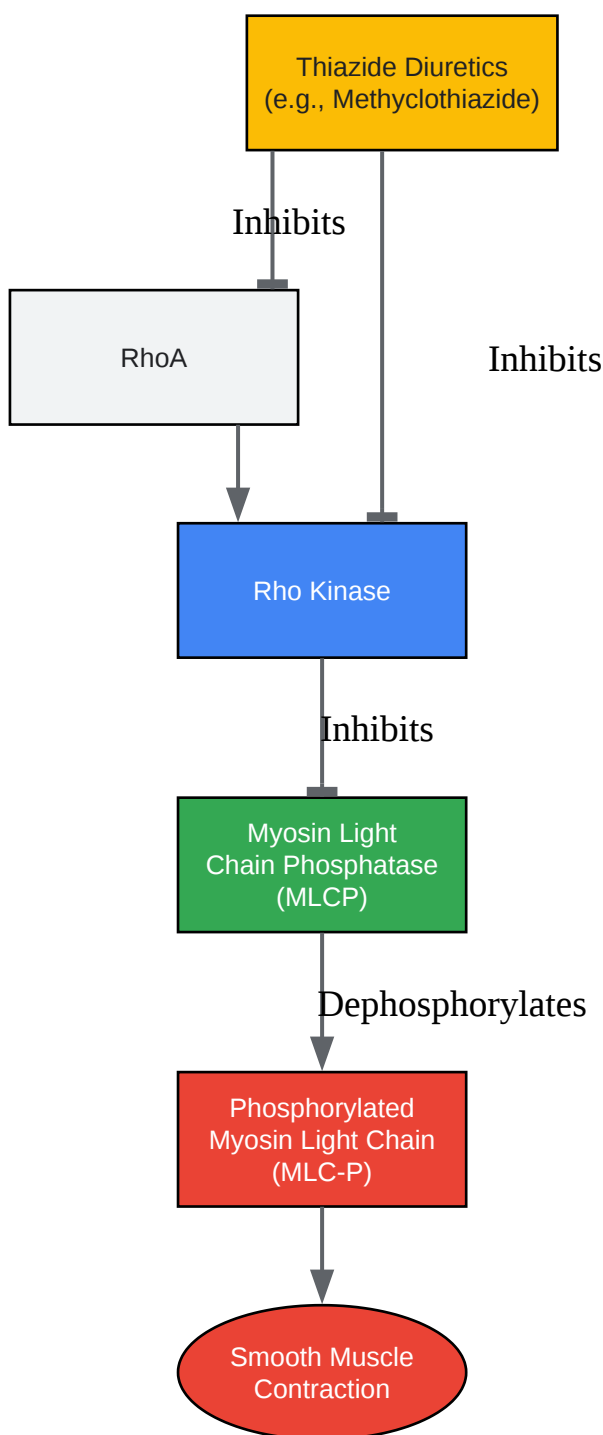 Thiazide Diuretics
(e.g., Methyclothiazide)
Inhibits
RhoA
Inhibits
Rho Kinase
Inhibits
Myosin Light
Chain Phosphatase
(MLCP)
Dephosphorylates
Phosphorylated
Myosin Light Chain
(MLC-P)
Smooth Muscle
Contraction